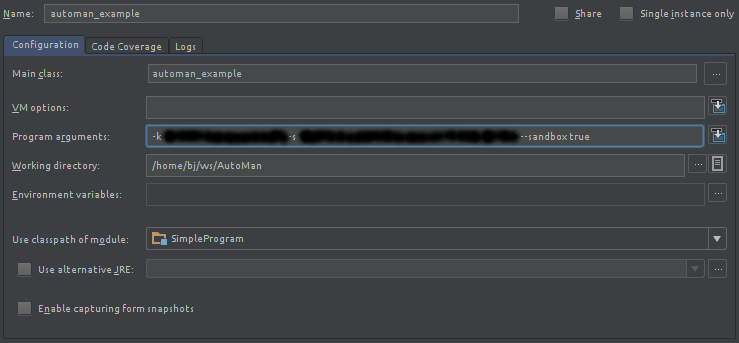 Name: automan_example Share Single instance only
Configuration Code Coverage Logs
Main class: automan_example ...
VM options:
Program arguments: -k -s --sandbox true
Working directory: /home/bj/ws/AutoMan ...
Environment variables: ...
Use classpath of module: SimpleProgram
Use alternative JRE: ...
Enable capturing form snapshots